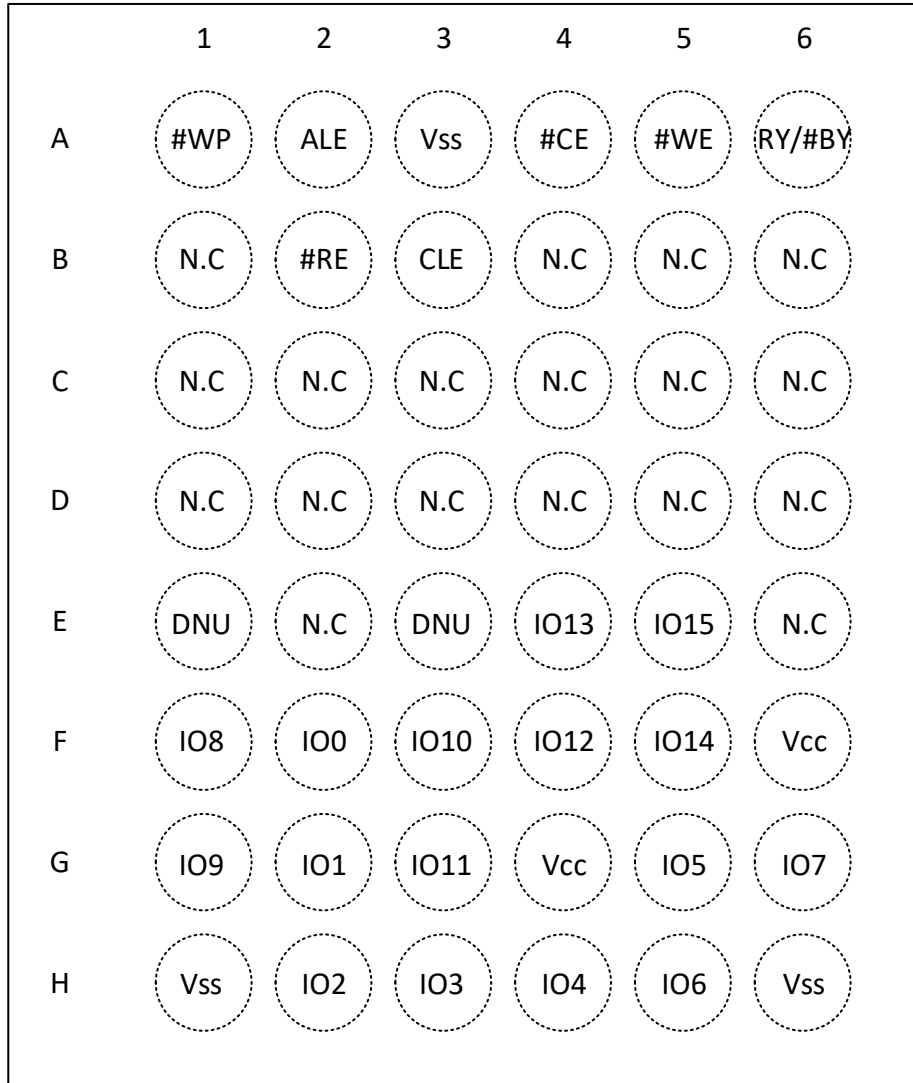 1 2 3 4 5 6
A #WP ALE Vss #CE #WE RY/#BY
B N.C #RE CLE N.C N.C N.C
C N.C N.C N.C N.C N.C N.C
D N.C N.C N.C N.C N.C N.C
E DNU N.C DNU IO13 IO15 N.C
F IO8 IO0 IO10 IO12 IO14 Vcc
G IO9 IO1 IO11 Vcc IO5 IO7
H Vss IO2 IO3 IO4 IO6 Vss